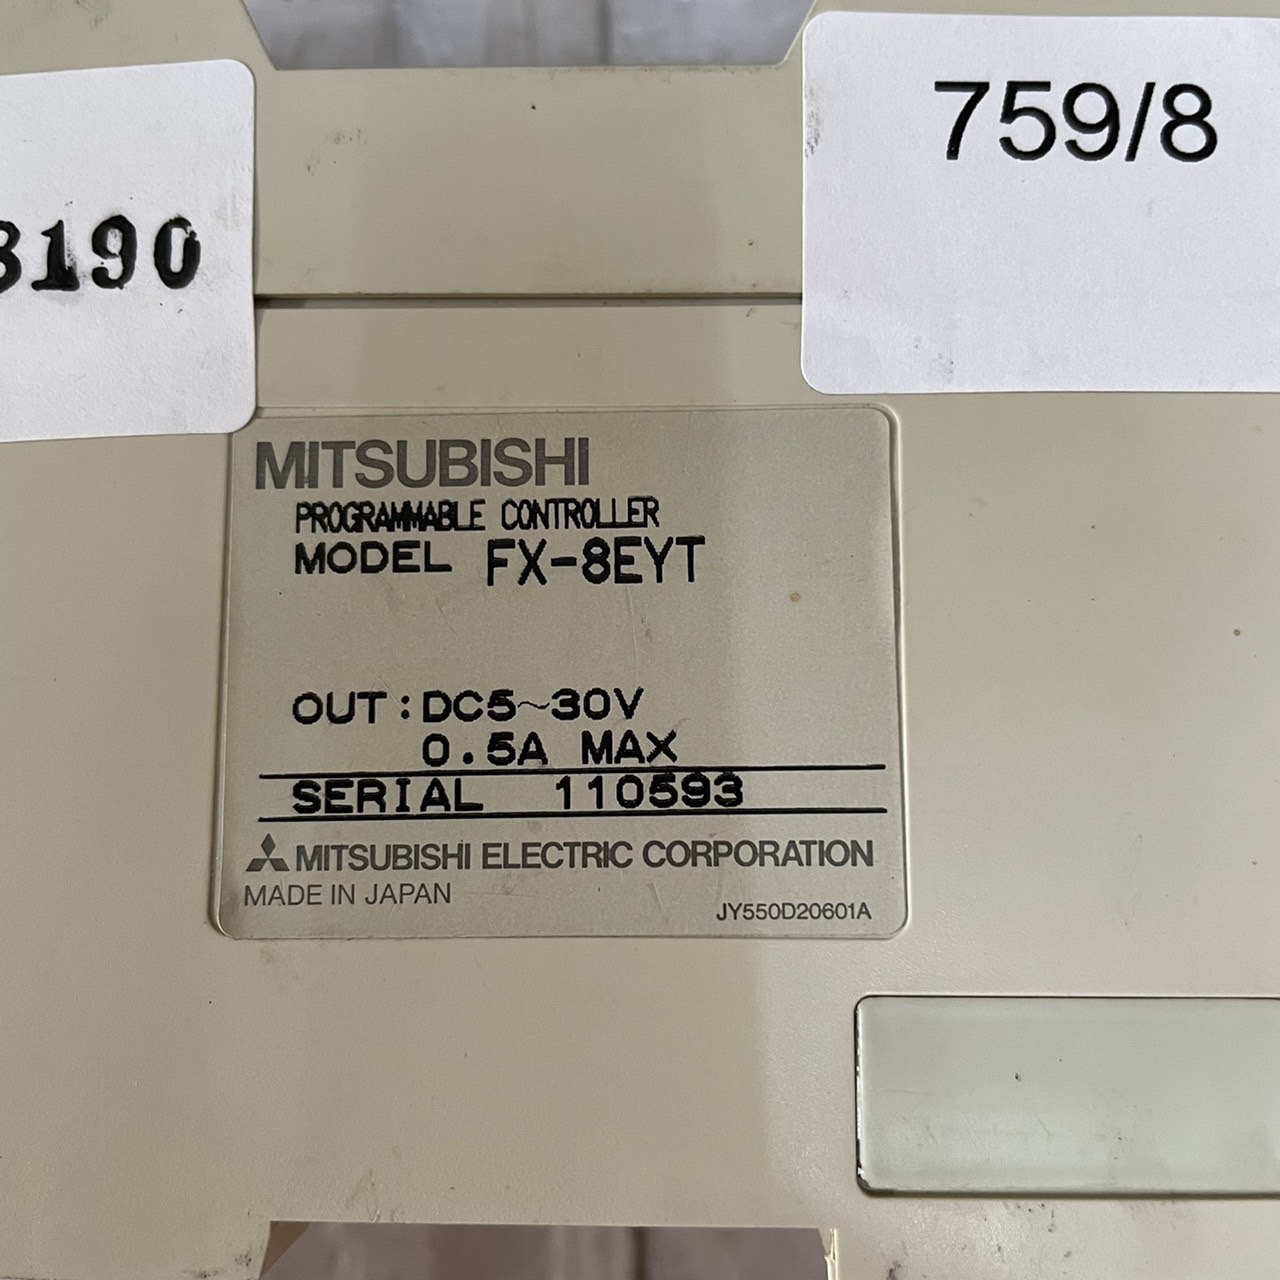 759/8
8190
MITSUBISHI
PROGRAMMABLE CONTROLLER
MODEL FX-8EYT
OUT:DC5~30V
0.5A MAX
SERIAL 110593
MITSUBISHI ELECTRIC CORPORATION
MADE IN JAPAN
JY550D20601A